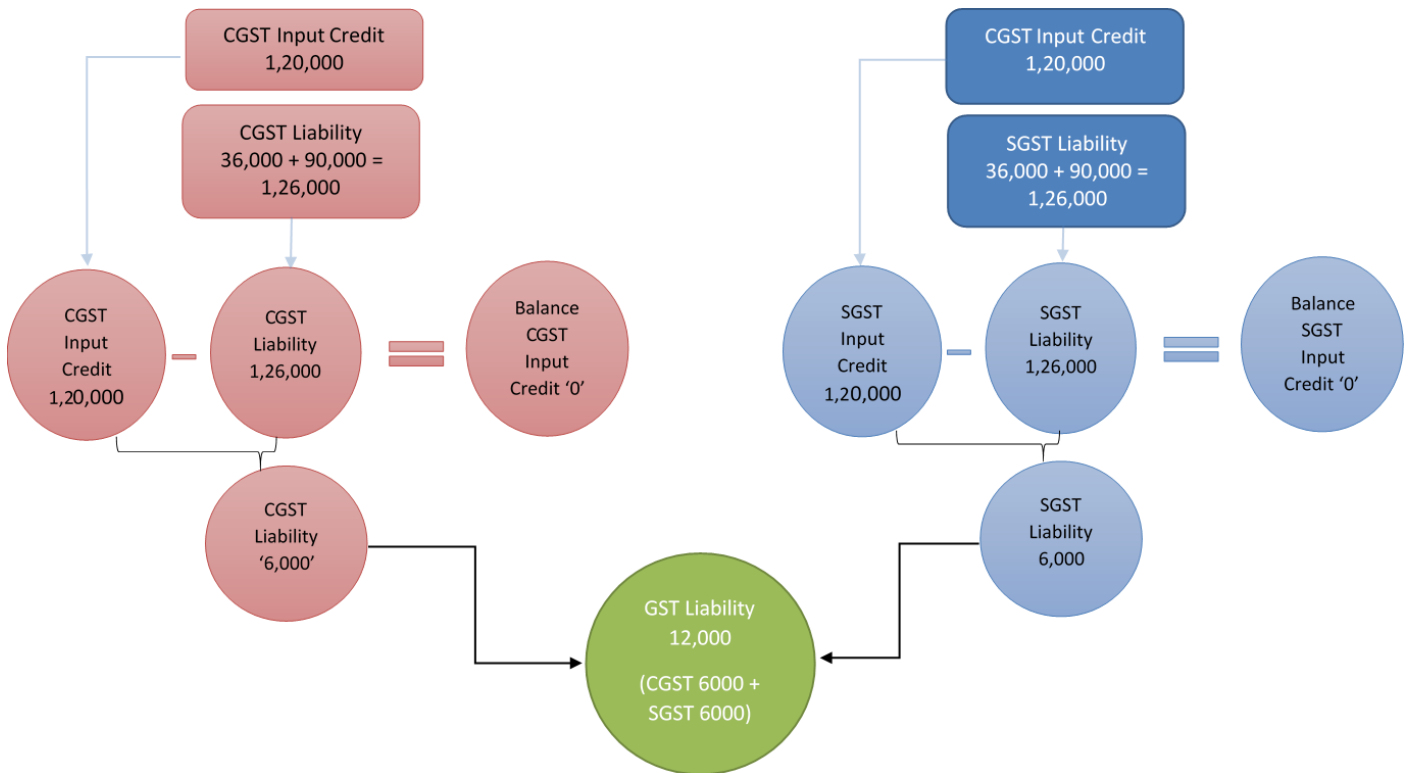 CGST Input Credit
1,20,000
CGST Liability
36,000 + 90,000 =
1,26,000
CGST
Input
Credit
1,20,000
CGST
Liability
1,26,000
Balance
CGST
Input
Credit ‘0’
CGST
Liability
‘6,000’
CGST Input Credit
1,20,000
SGST Liability
36,000 + 90,000 =
1,26,000
SGST
Input
Credit
1,20,000
SGST
Liability
1,26,000
Balance
SGST
Input
Credit ‘0’
SGST
Liability
6,000
GST Liability
12,000
(CGST 6000 +
SGST 6000)